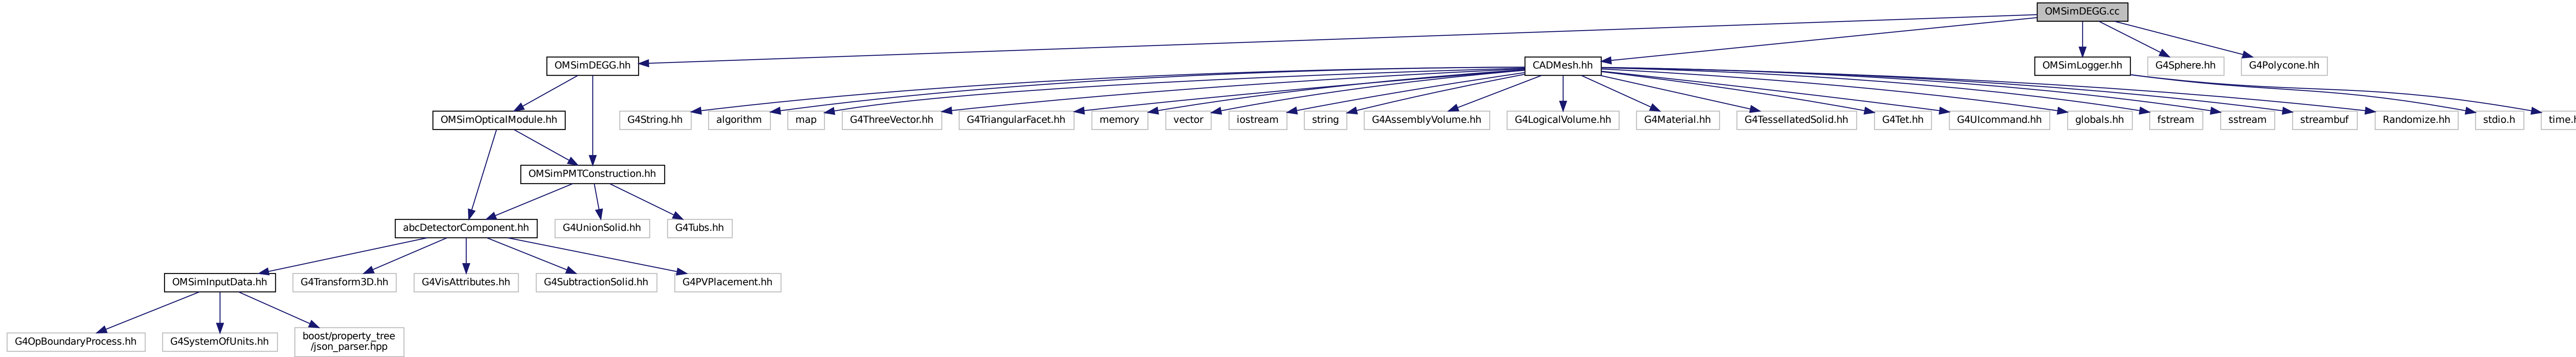 OMSimDEGG.cc
OMSimDEGG.hh
CADMesh.hh
OMSimLogger.hh
G4Sphere.hh
G4Polycone.hh
OMSimOpticalModule.hh
G4String.hh
algorithm
map
G4ThreeVector.hh
G4TriangularFacet.hh
memory
vector
iostream
string
G4AssemblyVolume.hh
G4LogicalVolume.hh
G4Material.hh
G4TessellatedSolid.hh
G4Tet.hh
G4UIcommand.hh
globals.hh
fstream
sstream
streambuf
Randomize.hh
stdio.h
time.h
OMSimPMTConstruction.hh
abcDetectorComponent.hh
G4UnionSolid.hh
G4Tubs.hh
OMSimInputData.hh
G4Transform3D.hh
G4VisAttributes.hh
G4SubtractionSolid.hh
G4PVPlacement.hh
G4OpBoundaryProcess.hh
G4SystemOfUnits.hh
boost/property_tree
/json_parser.hpp